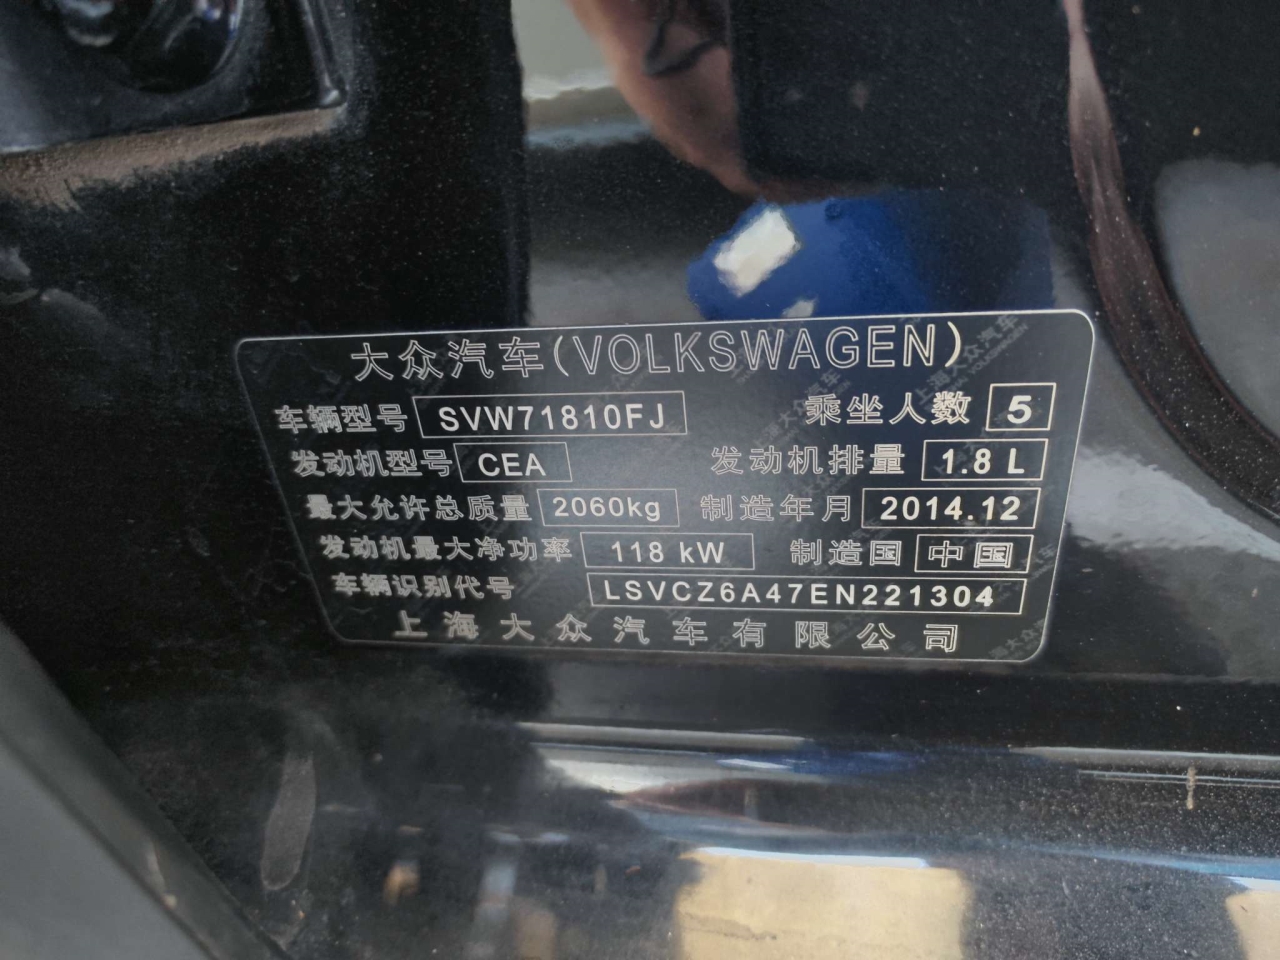 大众汽车(VOLKSWAGEN)
车辆型号 SVW71810FJ 乘坐人数 5
发动机型号 CEA 发动机排量 1.8 L
最大允许总质量 2060kg 制造年月 2014.12
发动机最大净功率 118 kW 制造国 中国
车辆识别代号 LSVCZ6A47EN221304
上海大众汽车有限公司